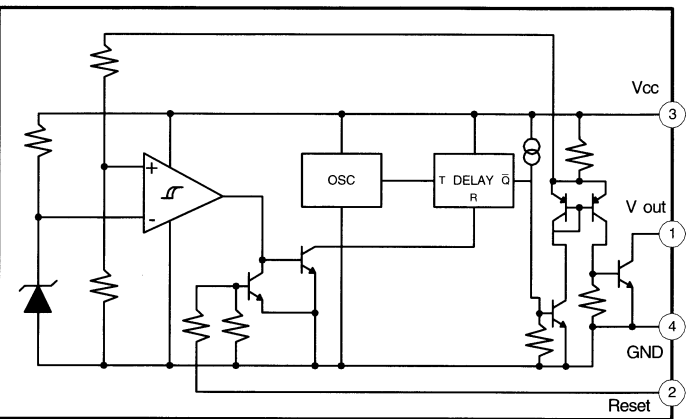 Vcc
3
+
-
OSC
T DELAY Q̅
R
V out
1
4
GND
2
Reset